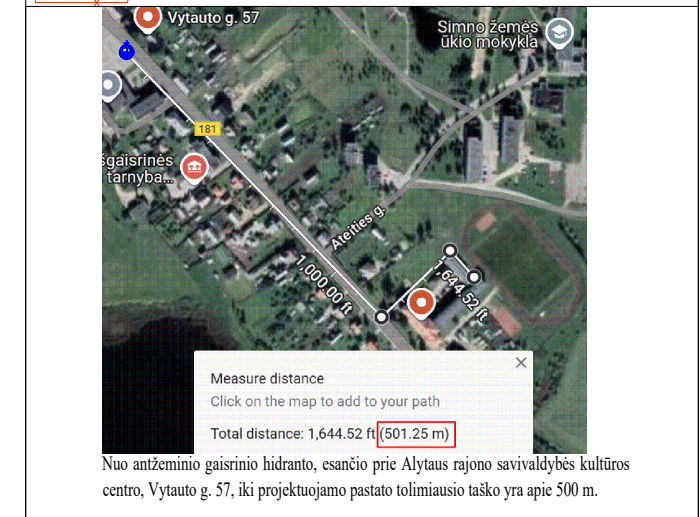 Vytauto g. 57
Simno žemės
ūkio mokykla
181
šgaisrinės
tarnyba...
Ateities g.
1,000.00 ft
1,644.52 ft
Measure distance
Click on the map to add to your path
Total distance: 1,644.52 ft (501.25 m)
Nuo antžeminio gaisrinio hidranto, esančio prie Alytaus rajono savivaldybės kultūros
centro, Vytauto g. 57, iki projektuojamo pastato tolimiausio taško yra apie 500 m.